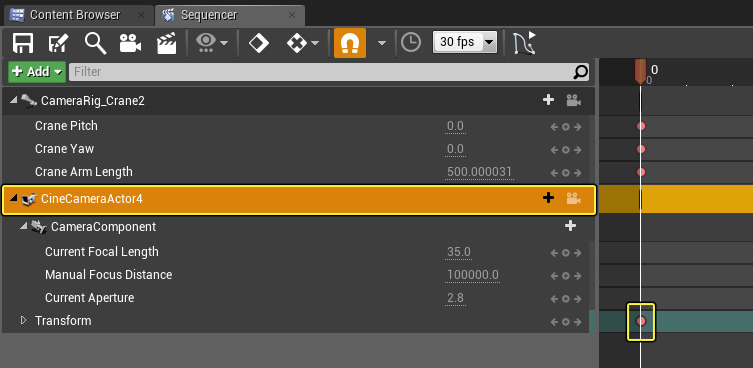 Content Browser Sequencer
30 fps
Add Filter 0
0
CameraRig_Crane2
Crane Pitch 0.0
Crane Yaw 0.0
Crane Arm Length 500.000031
CineCameraActor4
CameraComponent
Current Focal Length 35.0
Manual Focus Distance 100000.0
Current Aperture 2.8
Transform